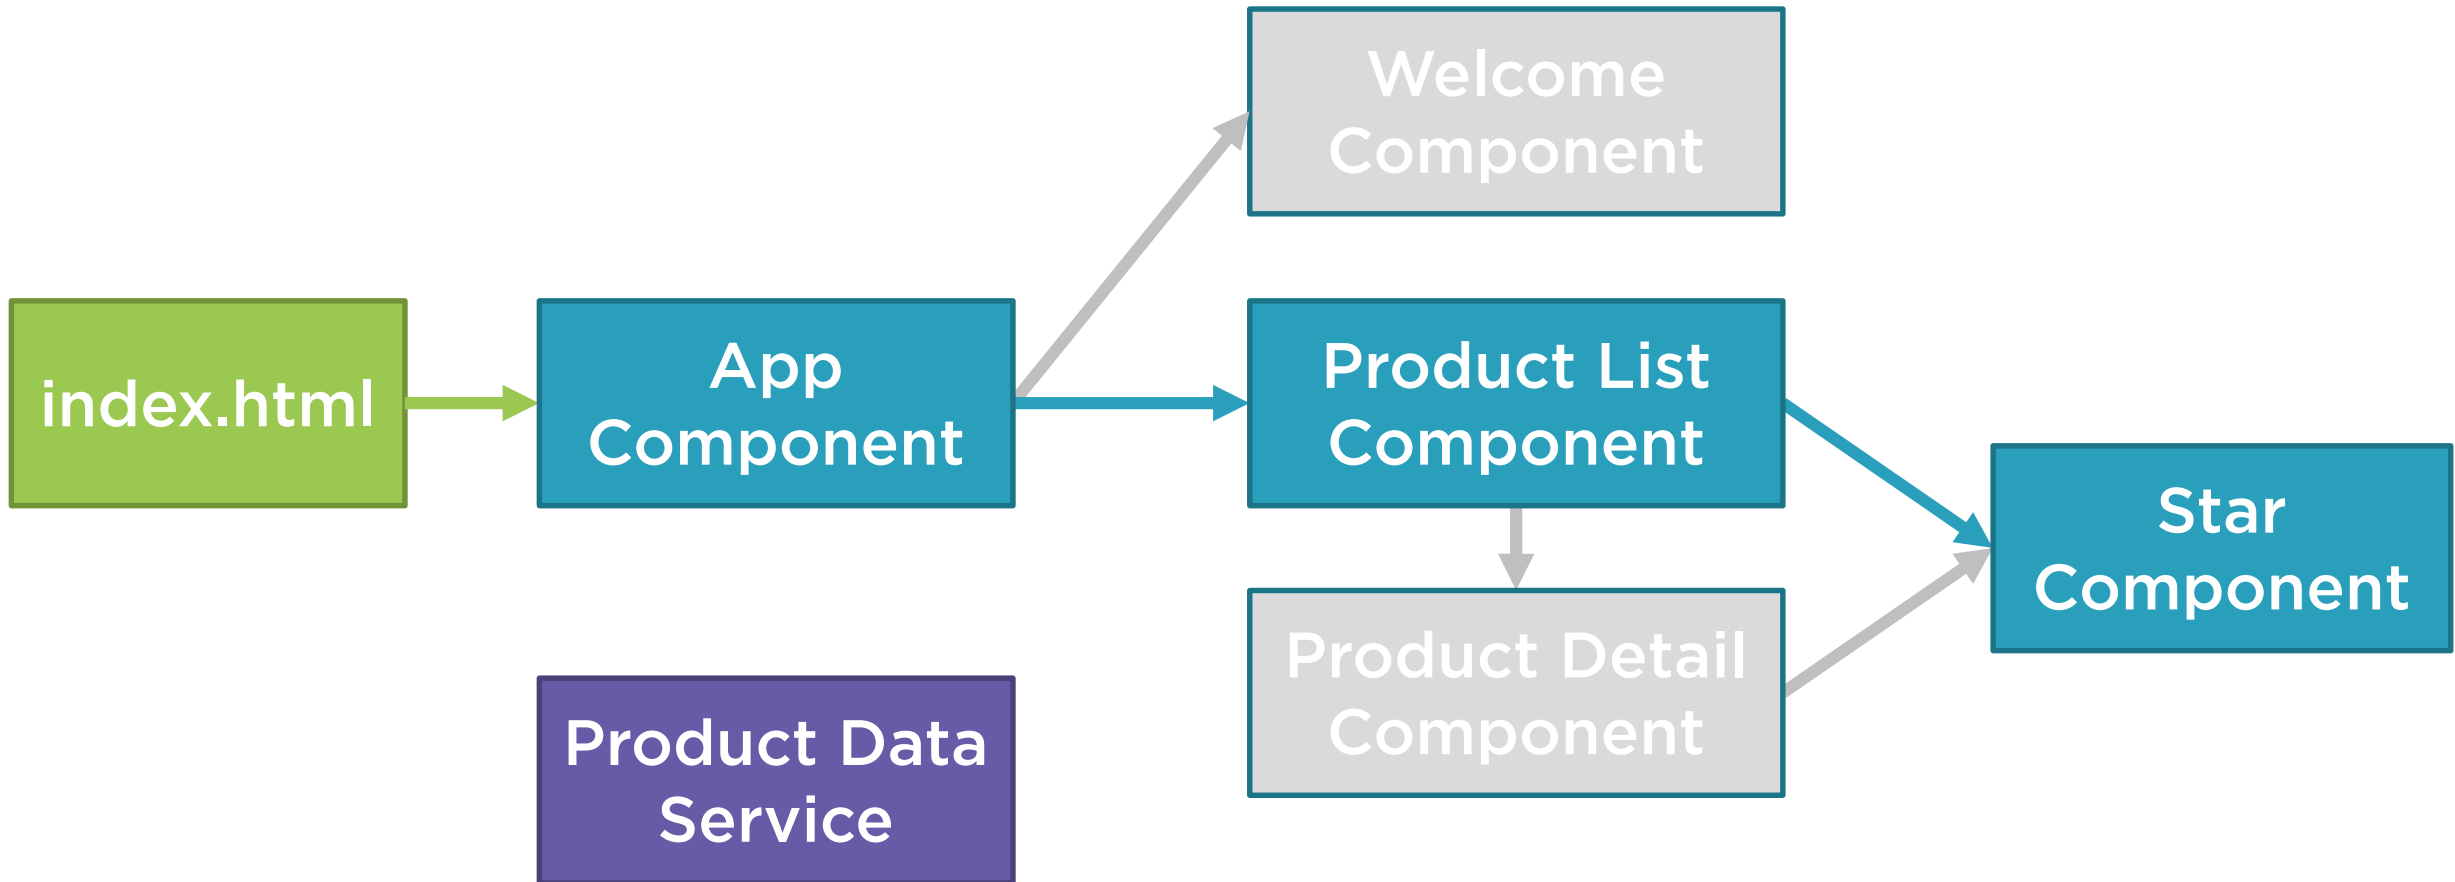 Welcome
Component
index.html
App
Component
Product List
Component
Star
Component
Product Detail
Component
Product Data
Service